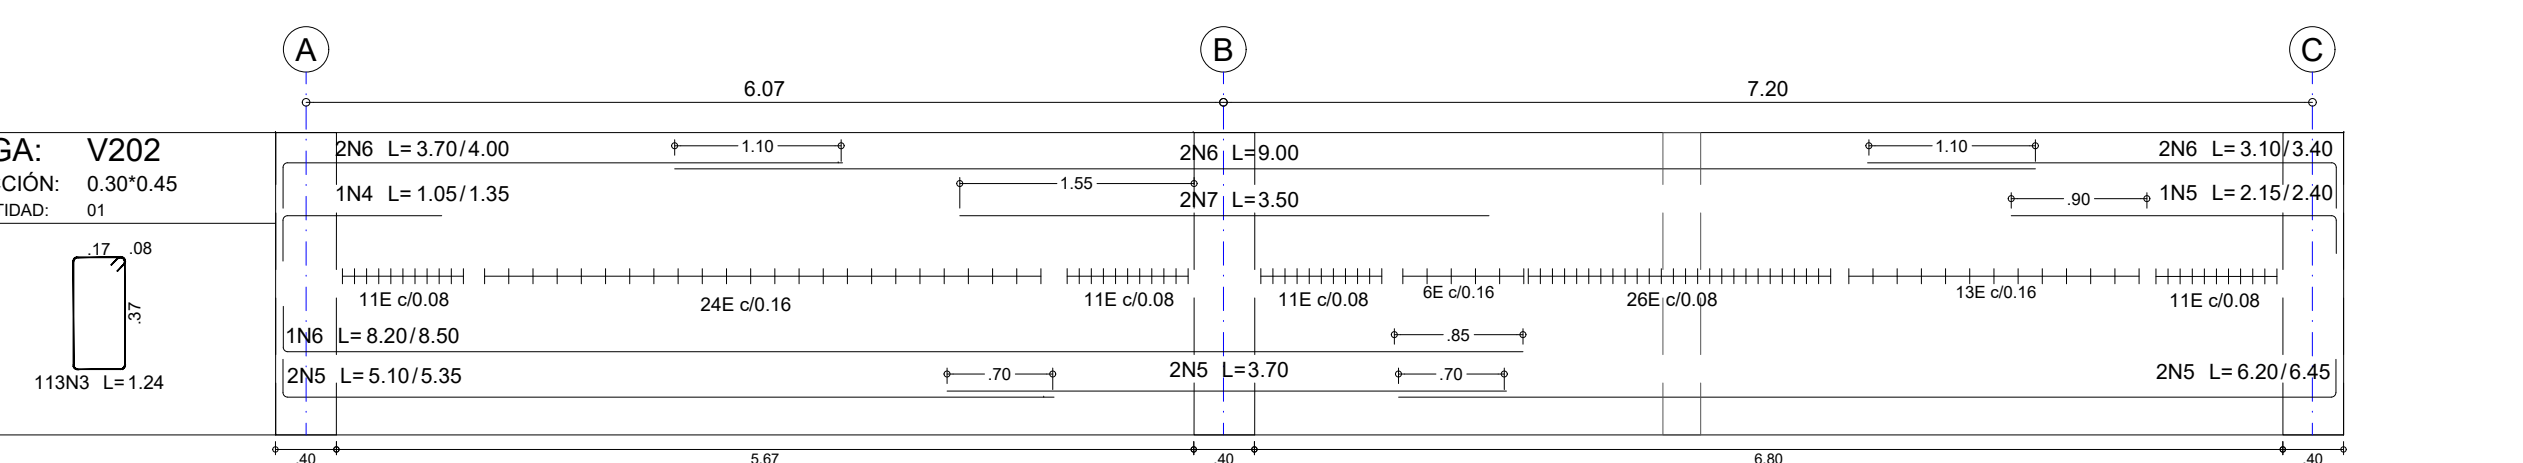 A B C
6.07 7.20
GA: V202
CCIÓN: 0.30*0.45
TIDAD: 01
.17 .08
.37
113N3 L=1.24
2N6 L=3.70/4.00 1.10 2N6 L=9.00 1.10 2N6 L=3.10/3.40
1N4 L=1.05/1.35 1.55 2N7 L=3.50 .90 1N5 L=2.15/2.40
11E c/0.08 24E c/0.16 11E c/0.08 11E c/0.08 6E c/0.16 26E c/0.08 13E c/0.16 11E c/0.08
1N6 L=8.20/8.50 .85
2N5 L=5.10/5.35 .70 2N5 L=3.70 .70 2N5 L=6.20/6.45
.40 5.67 .40 6.80 .40